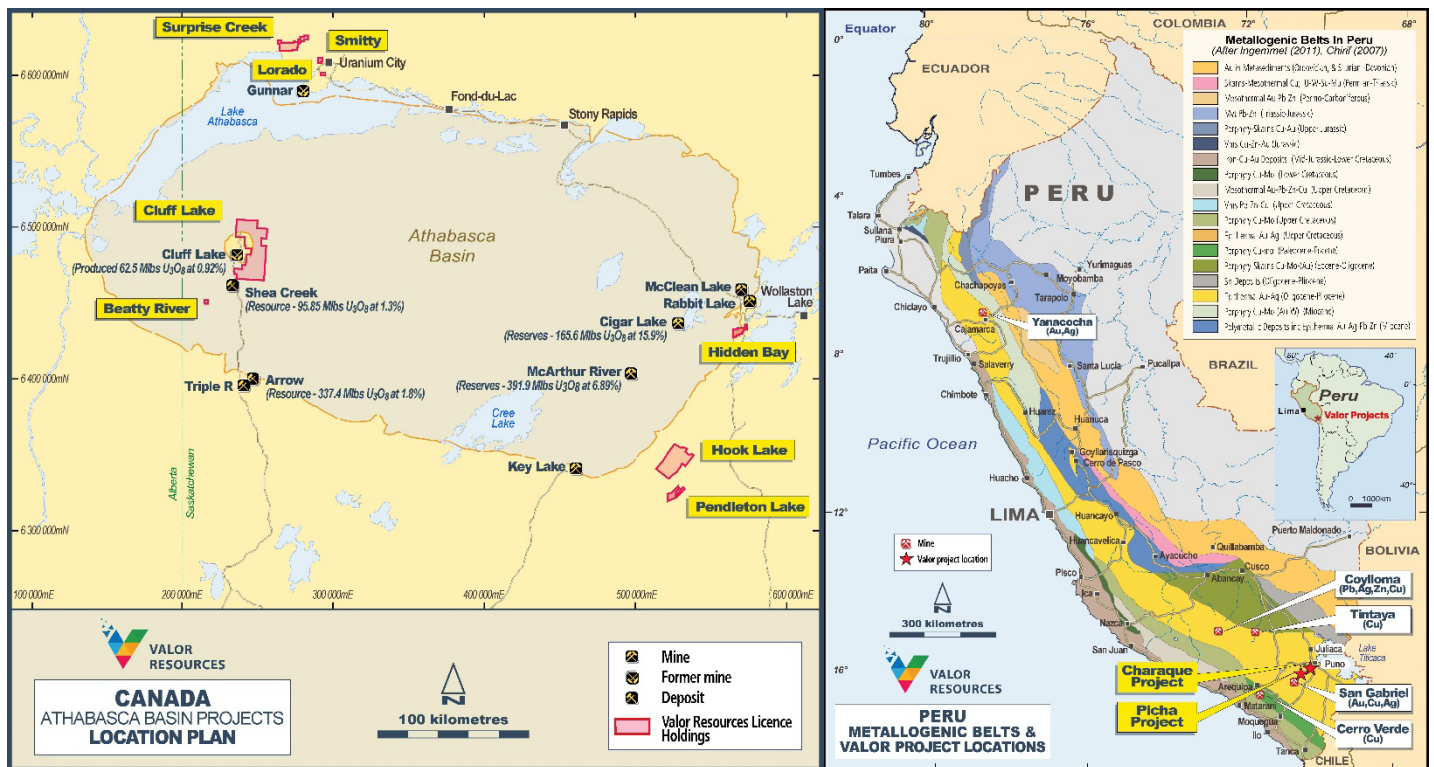 Surprise Creek
Smitty
Uranium City
Lorado
Gunnar
6 600 000mN
Lake
Athabasca
Fond-du-Lac
Stony Rapids
6 500 000mN
Cluff Lake
Cluff Lake
(Produced 62.5 Mlbs U3O8 at 0.92%)
Athabasca
Basin
Shea Creek
(Resource - 95.85 Mlbs U3O8 at 1.3%)
Beatty River
McClean Lake
Rabbit Lake
Wollaston
Lake
Cigar Lake
(Reserves - 165.6 Mlbs U3O8 at 15.9%)
Hidden Bay
6 400 000mN
Triple R
Arrow
(Resource - 337.4 Mlbs U3O8 at 1.8%)
McArthur River
(Reserves - 391.9 Mlbs U3O8 at 6.89%)
Cree
Lake
Key Lake
Hook Lake
Pendleton Lake
Alberta
Saskatchewan
6 300 000mN
100 000mE
200 000mE
300 000mE
400 000mE
500 000mE
600 000mE
VALOR
RESOURCES
CANADA
ATHABASCA BASIN PROJECTS
LOCATION PLAN
N
100 kilometres
Mine
Former mine
Deposit
Valor Resources Licence
Holdings
80°
76°
72°
68°
Equator
0°
COLOMBIA
ECUADOR
Metallogenic Belts In Peru
(After Ingemmet (2011), Chirif (2007))
PERU
Tumbes
4°
Talara
Sullana
Piura
Paita
Yurimaguas
Moyobamba
Chachapoyas
Tarapolo
Chiclayo
Cajamarca
Yanacocha
(Au,Ag)
BRAZIL
8°
Trujillo
Salaverry
Santa Lucia
Pucallpa
Chimbote
Huarez
Huanuca
Pacific Ocean
Goyllarisquizga
Cerro de Pasco
Huacho
12°
LIMA
Huancayo
Huancavelica
Puerto Maldonado
Quillabamba
BOLIVIA
Ayacucho
Cusco
Abancay
Pisco
Ica
Mine
Valor project location
N
300 kilometres
Nazca
San Juan
Coylloma
(Pb,Ag,Zn,Cu)
Tintaya
(Cu)
Juliaca
Lake
Titicaca
Puno
16°
Charaque
Project
Arequipa
Picha
Project
San Gabriel
(Au,Cu,Ag)
Matarani
Moquegua
Ilo
Cerro Verde
(Cu)
CHILE
VALOR
RESOURCES
PERU
METALLOGENIC BELTS &
VALOR PROJECT LOCATIONS
80°
40°
0°
Peru
Lima
Valor Projects
40°
0 1000km